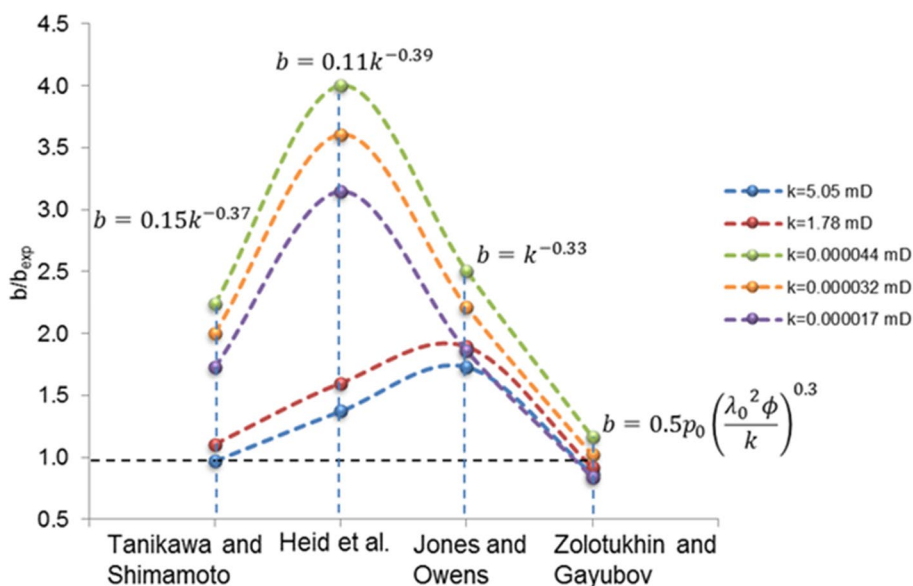 4.5
4.0
3.5
3.0
2.5
2.0
1.5
1.0
0.5
b/b_exp
b = 0.11k^{-0.39}
b = 0.15k^{-0.37}
b = k^{-0.33}
b = 0.5p_0 (λ_0^2 ϕ / k)^{0.3}
k=5.05 mD
k=1.78 mD
k=0.000044 mD
k=0.000032 mD
k=0.000017 mD
Tanikawa and
Shimamoto
Heid et al.
Jones and
Owens
Zolotukhin and
Gayubov